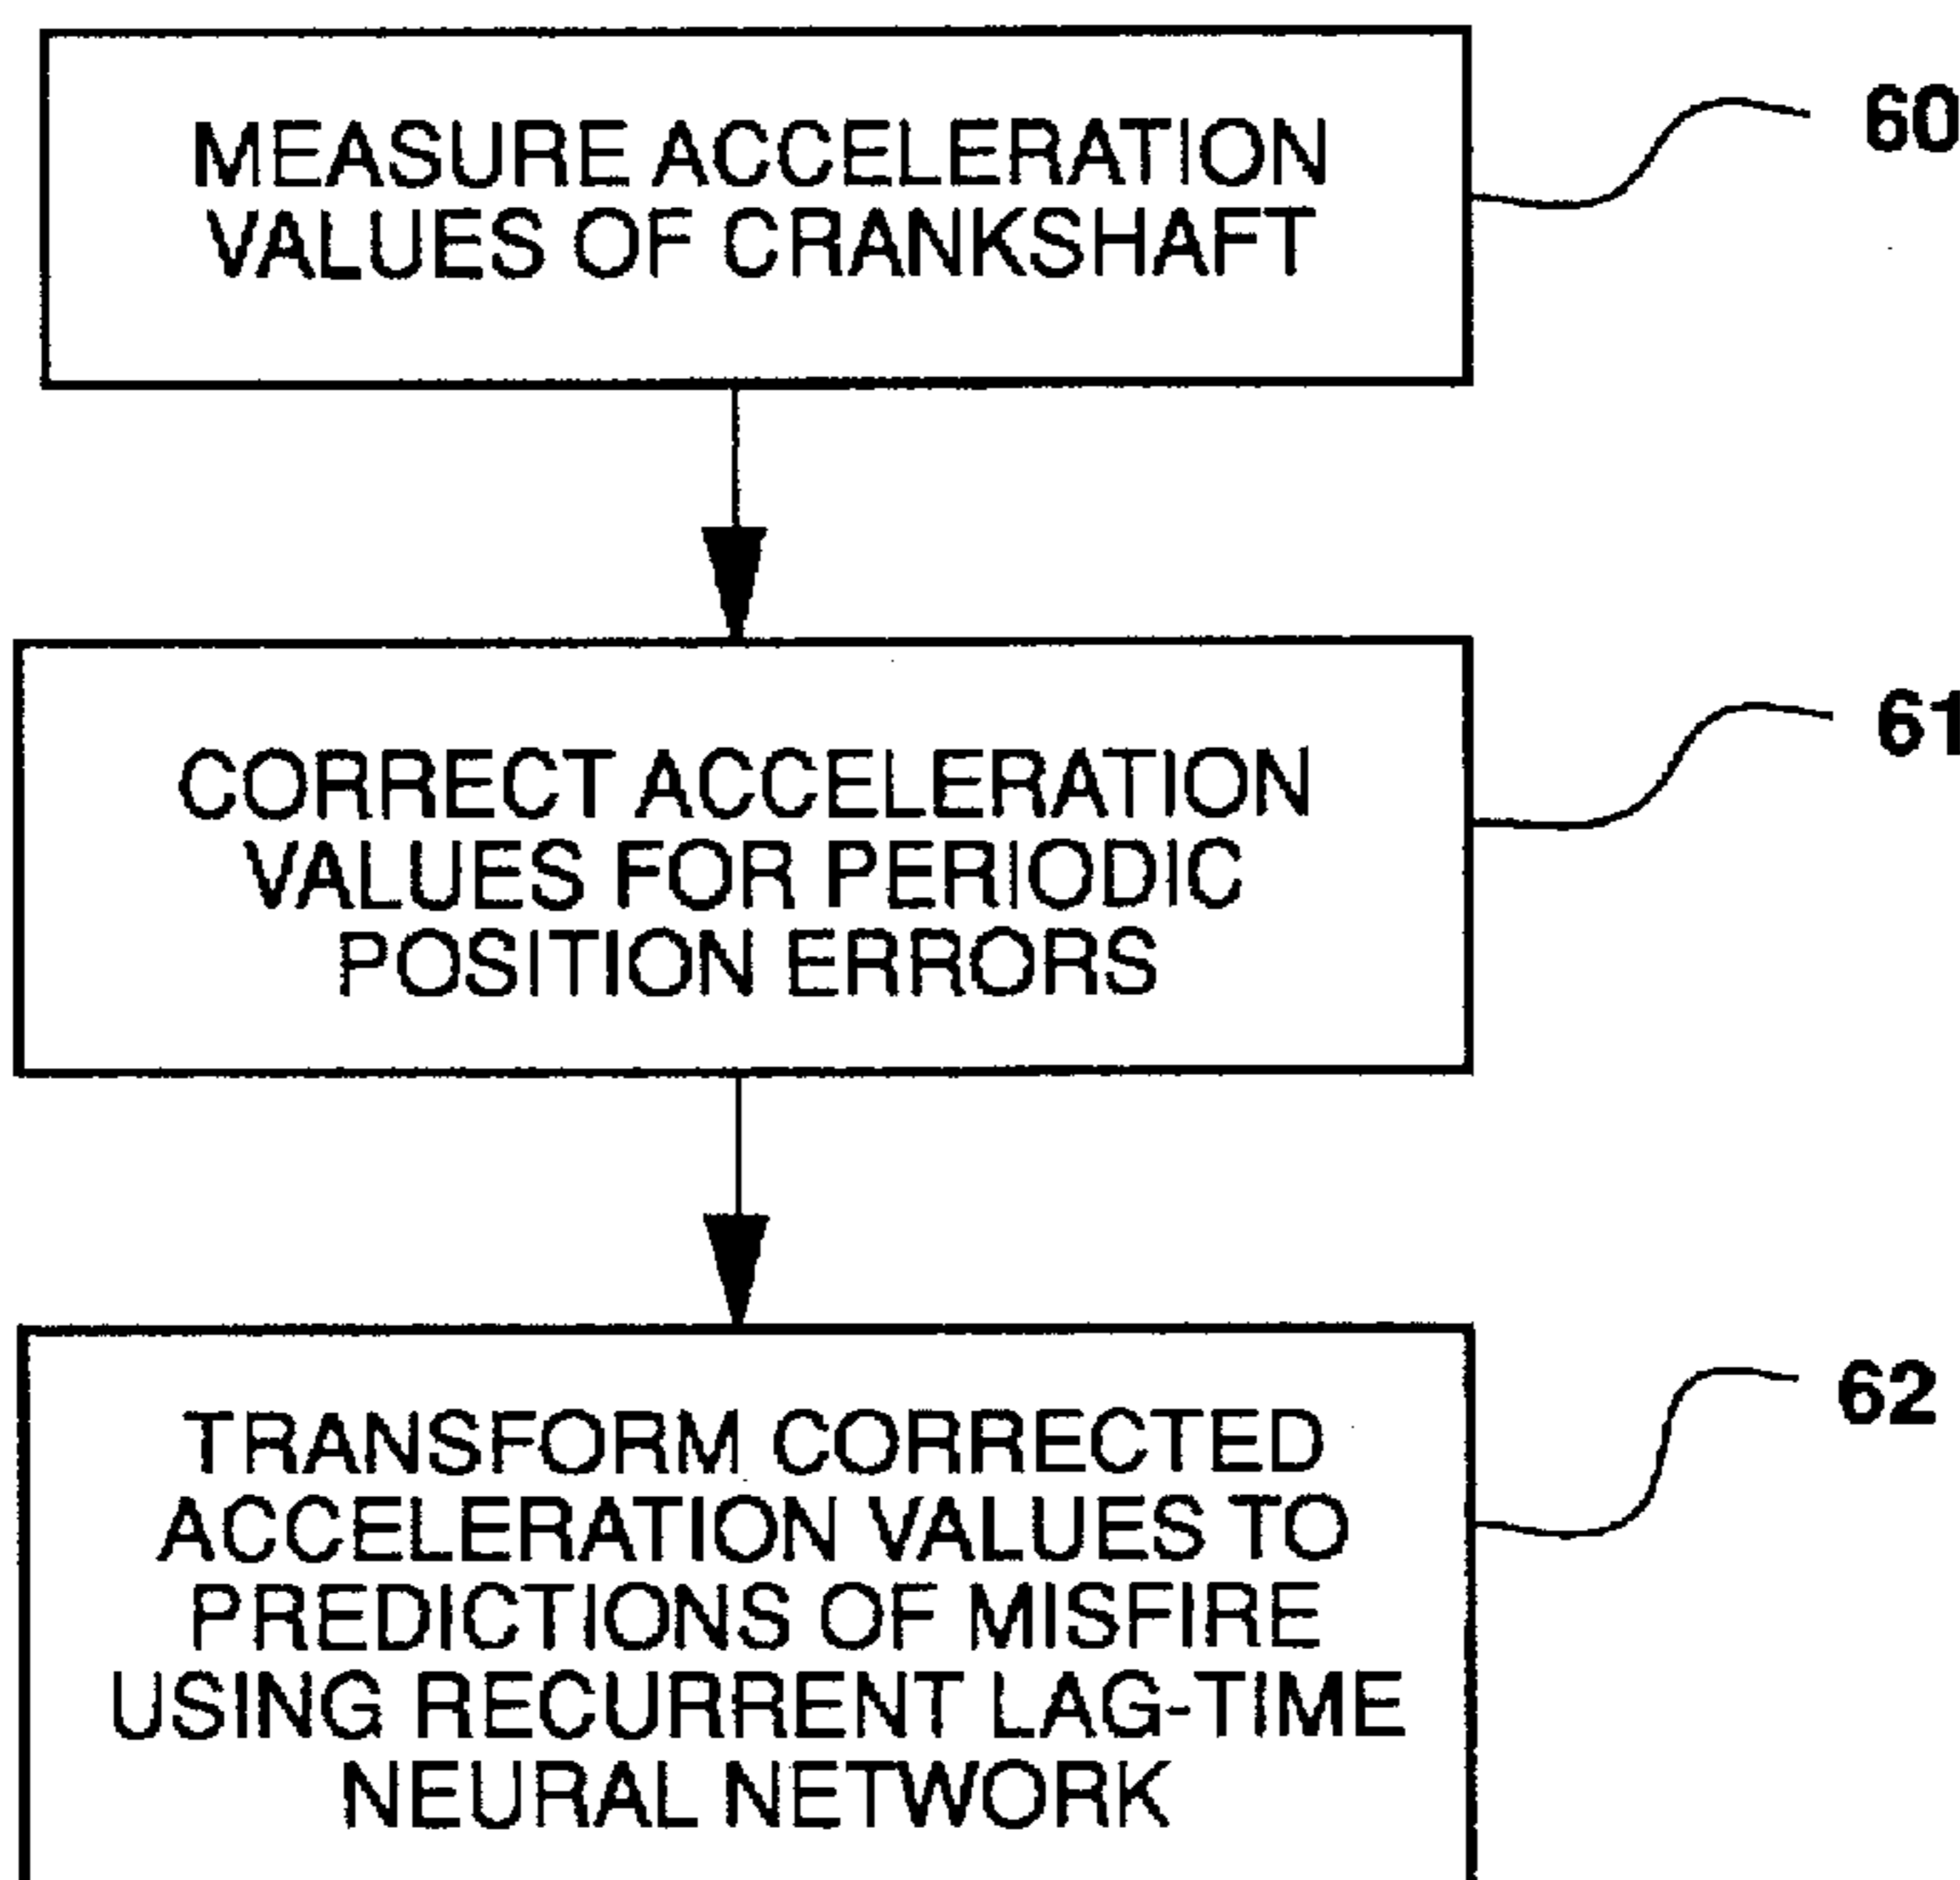 MEASURE ACCELERATION
VALUES OF CRANKSHAFT
60
CORRECT ACCELERATION
VALUES FOR PERIODIC
POSITION ERRORS
61
TRANSFORM CORRECTED
ACCELERATION VALUES TO
PREDICTIONS OF MISFIRE
USING RECURRENT LAG-TIME
NEURAL NETWORK
62